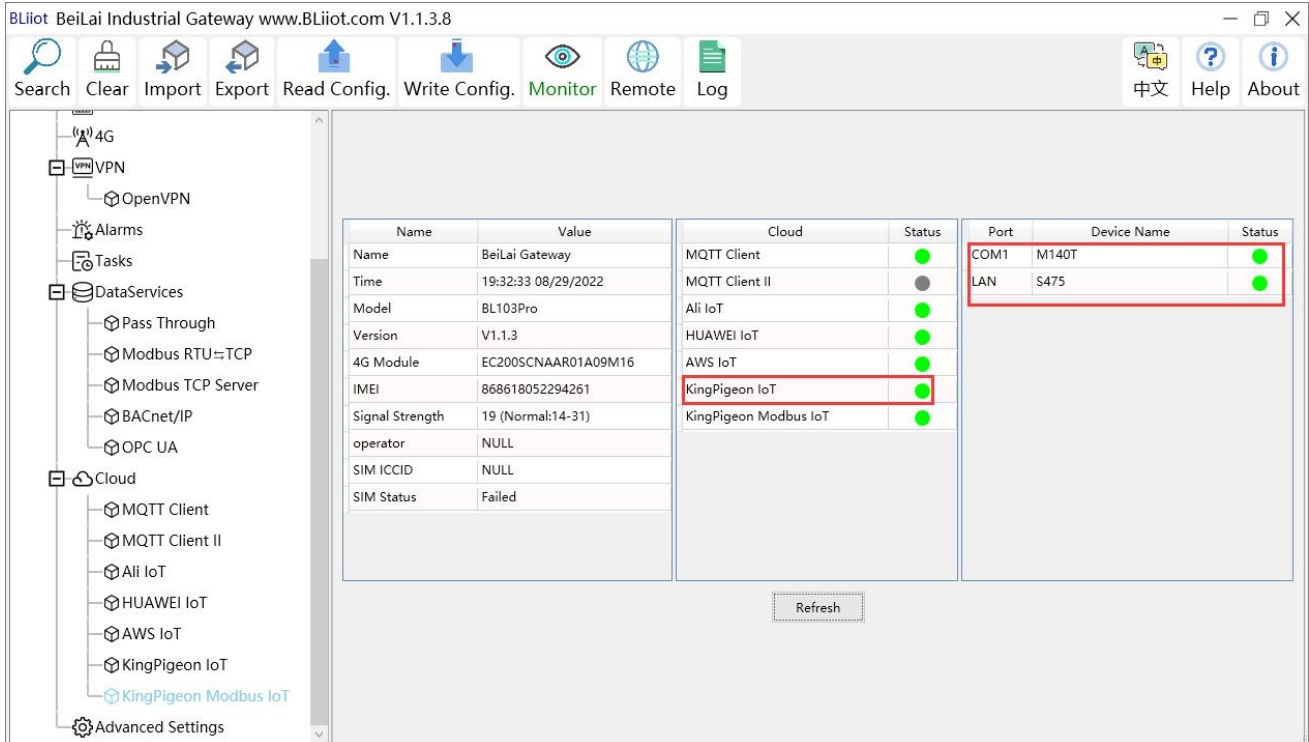 BLiiot BeiLai Industrial Gateway www.BLiiot.com V1.1.3.8
Search Clear Import Export Read Config. Write Config. Monitor Remote Log 中文 Help About
4G
VPN
OpenVPN
Alarms
Tasks
DataServices
Pass Through
Modbus RTU⇆TCP
Modbus TCP Server
BACnet/IP
OPC UA
Cloud
MQTT Client
MQTT Client II
Ali IoT
HUAWEI IoT
AWS IoT
KingPigeon IoT
KingPigeon Modbus IoT
Advanced Settings
Name Value
Name BeiLai Gateway
Time 19:32:33 08/29/2022
Model BL103Pro
Version V1.1.3
4G Module EC200SCNAAR01A09M16
IMEI 868618052294261
Signal Strength 19 (Normal:14-31)
operator NULL
SIM ICCID NULL
SIM Status Failed
Cloud Status
MQTT Client
MQTT Client II
Ali IoT
HUAWEI IoT
AWS IoT
KingPigeon IoT
KingPigeon Modbus IoT
Port Device Name Status
COM1 M140T
LAN S475
Refresh